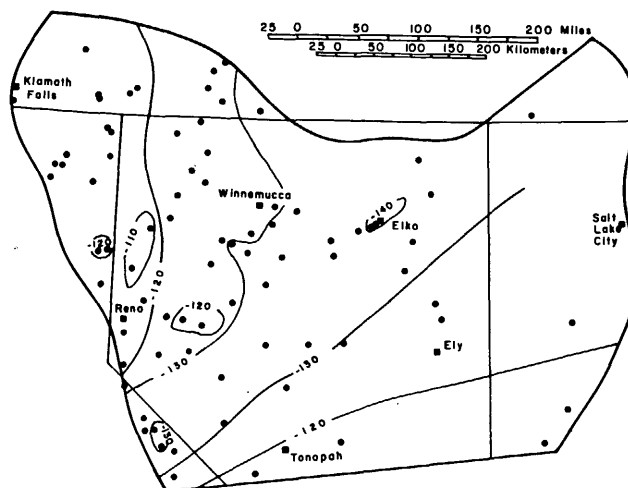 25 0 50 100 200 Miles
25 0 50 100 150 200 Kilometers
Klamath
Falls
Winnemucca
-140
Elko
Salt
Lake
City
-120
-110
-120
-120
Reno
-130
-130
Ely
-120
-130
Tonopah